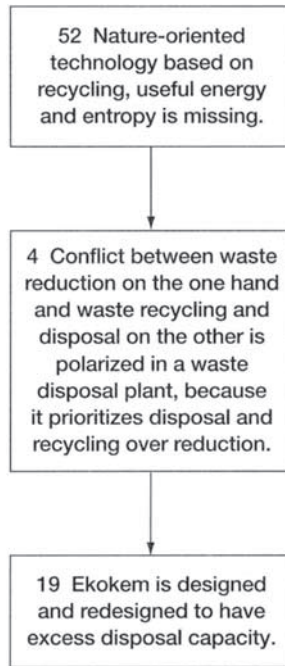 52 Nature-oriented
technology based on
recycling, useful energy
and entropy is missing.
4 Conflict between waste
reduction on the one hand
and waste recycling and
disposal on the other is
polarized in a waste
disposal plant, because
it prioritizes disposal and
recycling over reduction.
19 Ekokem is designed
and redesigned to have
excess disposal capacity.